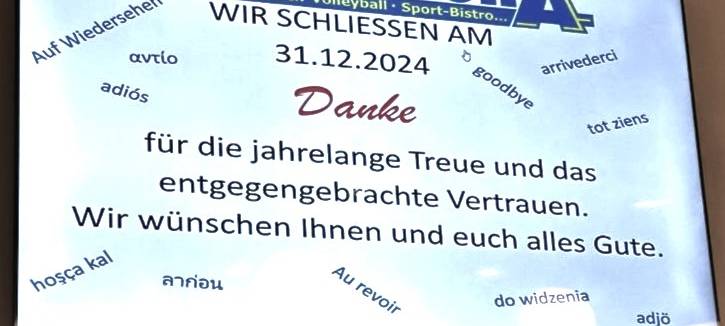 Volleyball · Sport-Bistro...
WIR SCHLIESSEN AM
31.12.2024
Auf Wiedersehen
αντίο
adiós
goodbye
arrivederci
tot ziens
Danke
für die jahrelange Treue und das
entgegengebrachte Vertrauen.
Wir wünschen Ihnen und euch alles Gute.
hoşça kal
ลาก่อน
Au revoir
do widzenia
adjö